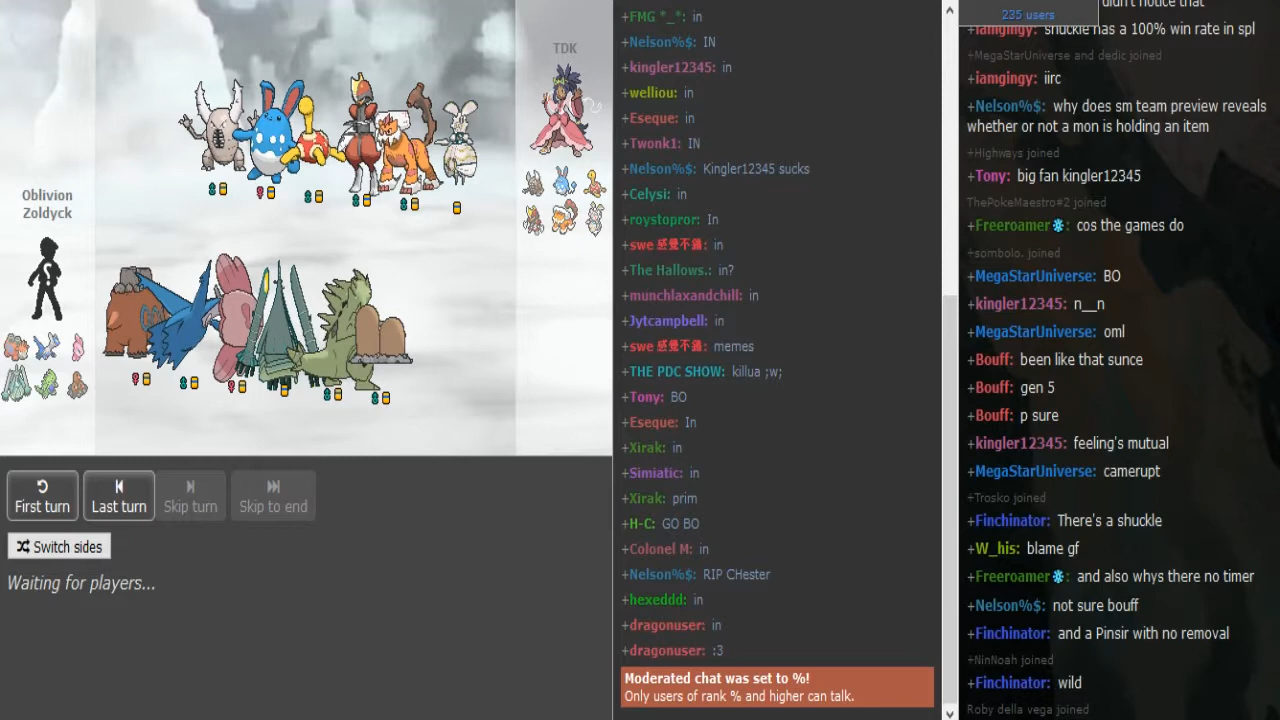 TDK
Oblivion
Zoldyck
First turn
Last turn
Skip turn
Skip to end
Switch sides
Waiting for players...
+FMG *_*: in
+Nelson%$: IN
+kingler12345: in
+welliou: in
+Eseque: in
+Twonk1: IN
+Nelson%$: Kingler12345 sucks
+Celysi: in
+roystopror: In
+swe 感覺不錯: in
+The Hallows.: in?
+munchlaxandchill: in
+Jytcampbell: in
+swe 感覺不錯: memes
+THE PDC SHOW: killua ;w;
+Tony: BO
+Eseque: In
+Xirak: in
+Simiatic: in
+Xirak: prim
+H-C: GO BO
+Colonel M: in
+Nelson%$: RIP CHester
+hexeddd: in
+dragonuser: in
+dragonuser: :3
Moderated chat was set to %!
Only users of rank % and higher can talk.
235 users
didn't notice that
+iamgingy: shuckle has a 100% win rate in spl
+MegaStarUniverse and dedic joined
+iamgingy: iirc
+Nelson%$: why does sm team preview reveals
whether or not a mon is holding an item
+Highways joined
+Tony: big fan kingler12345
ThePokeMaestro#2 joined
+Freeroamer: cos the games do
+sombolo. joined
+MegaStarUniverse: BO
+kingler12345: n__n
+MegaStarUniverse: oml
+Bouff: been like that sunce
+Bouff: gen 5
+Bouff: p sure
+kingler12345: feeling's mutual
+MegaStarUniverse: camerupt
+Trosko joined
+Finchinator: There's a shuckle
+W_his: blame gf
+Freeroamer: and also whys there no timer
+Nelson%$: not sure bouff
+Finchinator: and a Pinsir with no removal
+NinNoah joined
+Finchinator: wild
Roby della vega joined